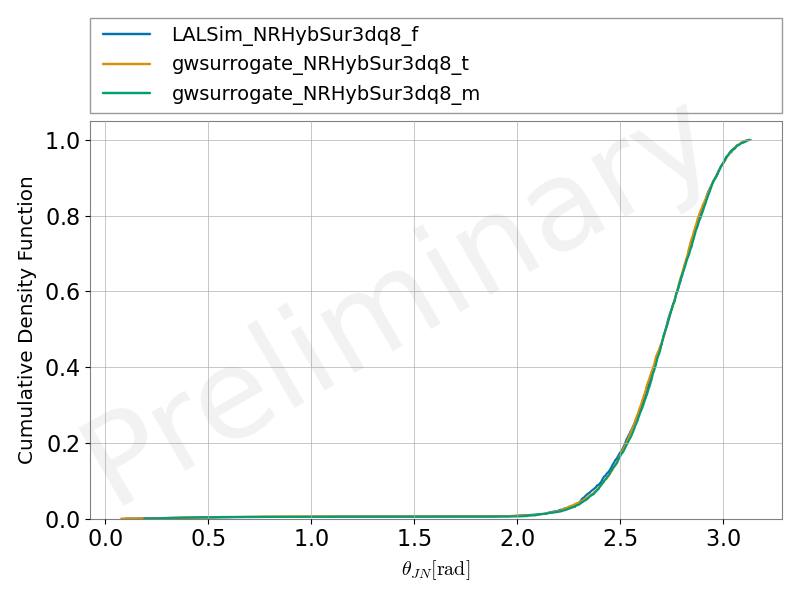 LALSim_NRHybSur3dq8_f
gwsurrogate_NRHybSur3dq8_t
gwsurrogate_NRHybSur3dq8_m
Preliminary
Cumulative Density Function
1.0
0.8
0.6
0.4
0.2
0.0
0.0 0.5 1.0 1.5 2.0 2.5 3.0
θ_JN[rad]